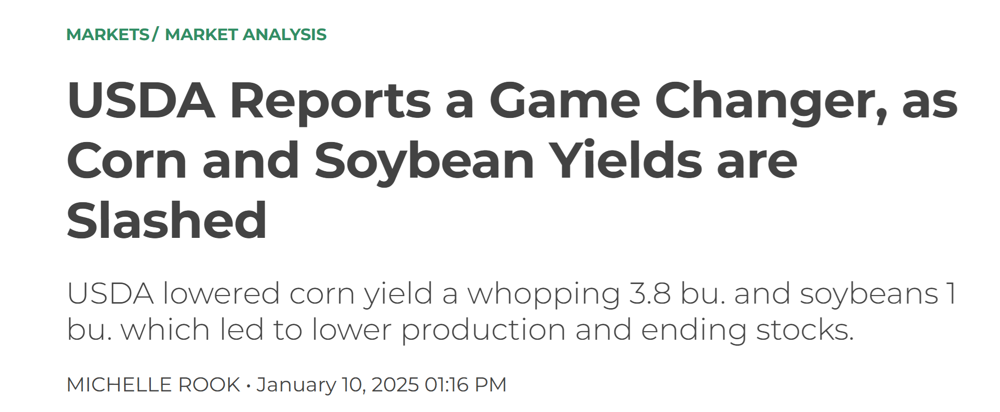 MARKETS / MARKET ANALYSIS
USDA Reports a Game Changer, as
Corn and Soybean Yields are
Slashed
USDA lowered corn yield a whopping 3.8 bu. and soybeans 1
bu. which led to lower production and ending stocks.
MICHELLE ROOK • January 10, 2025 01:16 PM